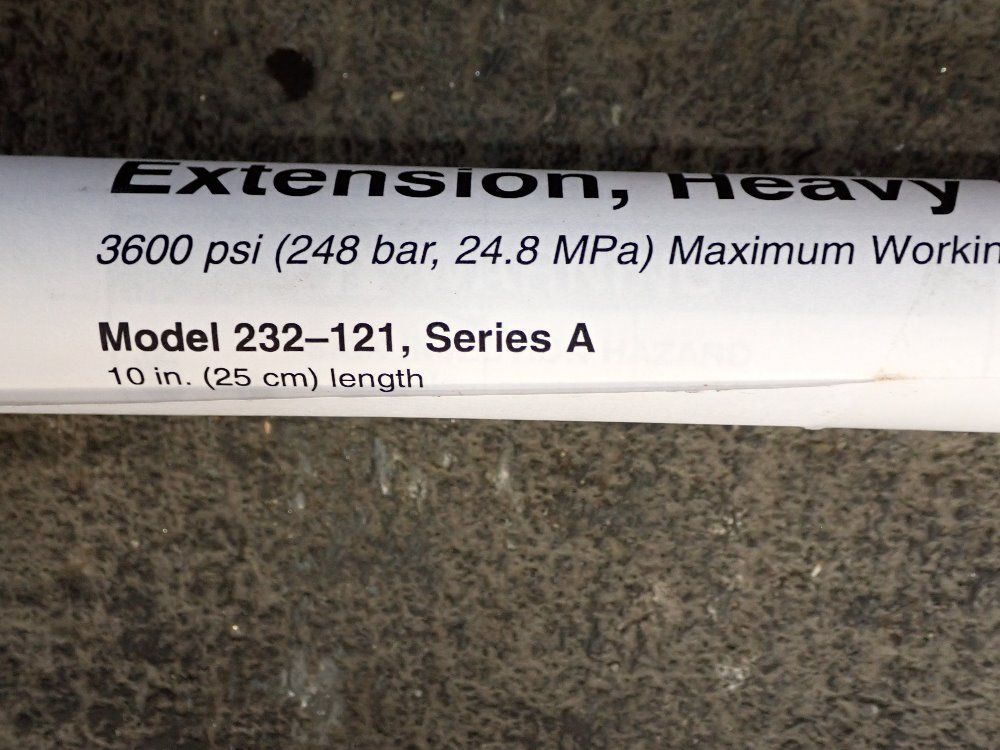 Extension, Heavy
3600 psi (248 bar, 24.8 MPa) Maximum Workin
Model 232–121, Series A
10 in. (25 cm) length
HAZARD